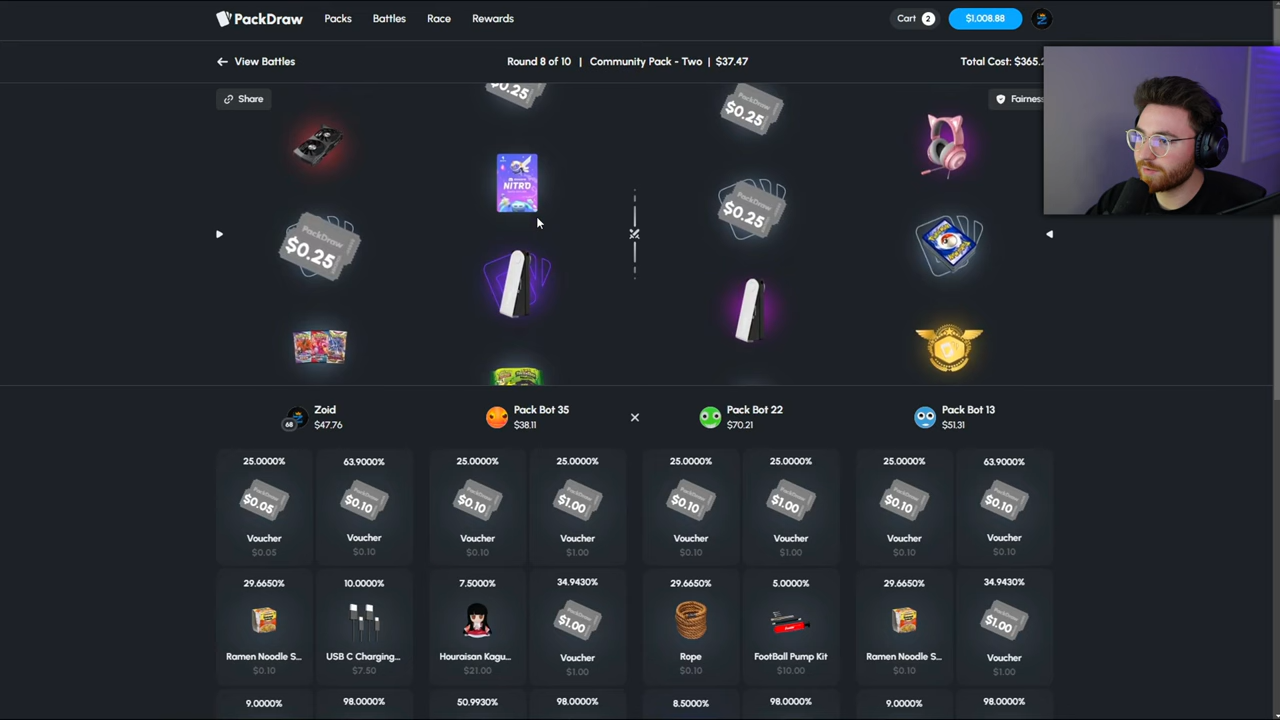 PackDraw
Packs
Battles
Race
Rewards
Cart 2
$1,008.88
View Battles
Round 8 of 10 | Community Pack - Two | $37.47
Total Cost: $365.
Share
Fairness
$0.25
$0.25
NITRO
PackDraw
$0.25
PackDraw
$0.25
Zoid
68
$47.76
Pack Bot 35
$38.11
Pack Bot 22
$70.21
Pack Bot 13
$51.31
25.0000%
63.9000%
25.0000%
25.0000%
25.0000%
25.0000%
25.0000%
63.9000%
$0.05
$0.10
$0.10
$1.00
$0.10
$1.00
$0.10
$0.10
Voucher
Voucher
Voucher
Voucher
Voucher
Voucher
Voucher
Voucher
$0.05
$0.10
$0.10
$1.00
$0.10
$1.00
$0.10
$0.10
29.6650%
10.0000%
7.5000%
34.9430%
29.6650%
5.0000%
29.6650%
34.9430%
$1.00
$1.00
Ramen Noodle S...
USB C Charging...
Houraisan Kagu...
Voucher
Rope
FootBall Pump Kit
Ramen Noodle S...
Voucher
$0.10
$7.50
$21.00
$1.00
$0.10
$10.00
$0.10
$1.00
9.0000%
98.0000%
50.9930%
98.0000%
8.5000%
98.0000%
9.0000%
98.0000%